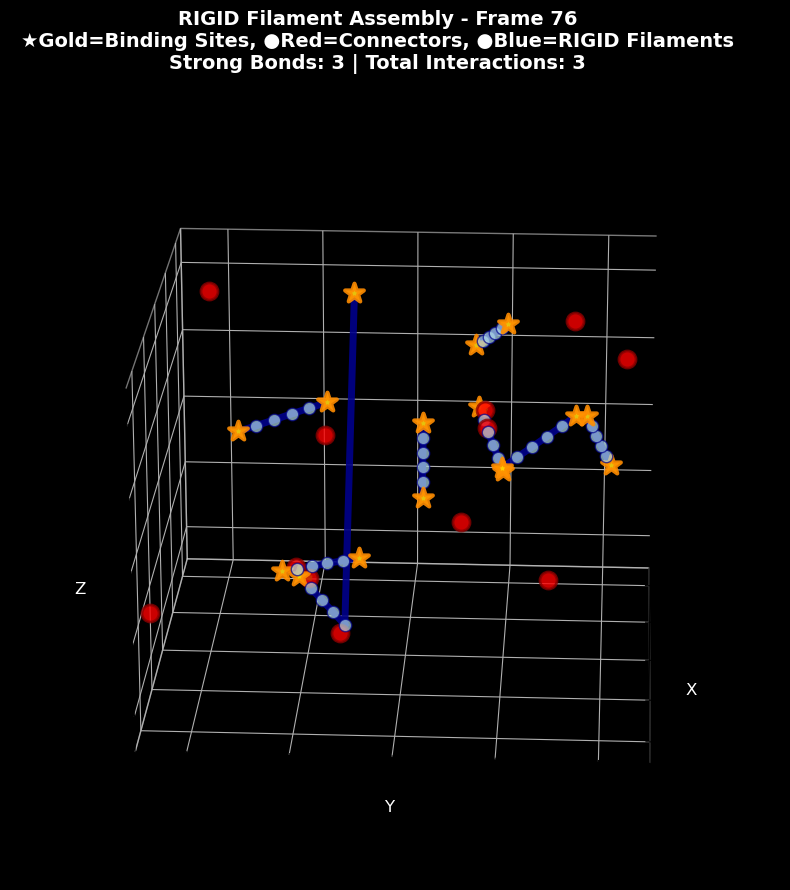 RIGID Filament Assembly - Frame 76
★Gold=Binding Sites, ●Red=Connectors, ●Blue=RIGID Filaments
Strong Bonds: 3 | Total Interactions: 3
Z
X
Y